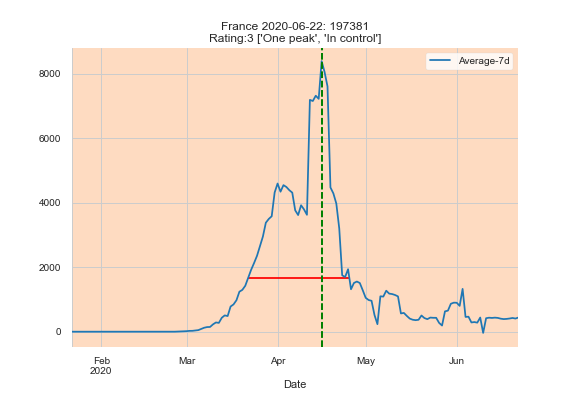 France 2020-06-22: 197381
Rating:3 ['One peak', 'In control']
Average-7d
8000
6000
4000
2000
0
Feb
2020
Mar
Apr
May
Jun
Date